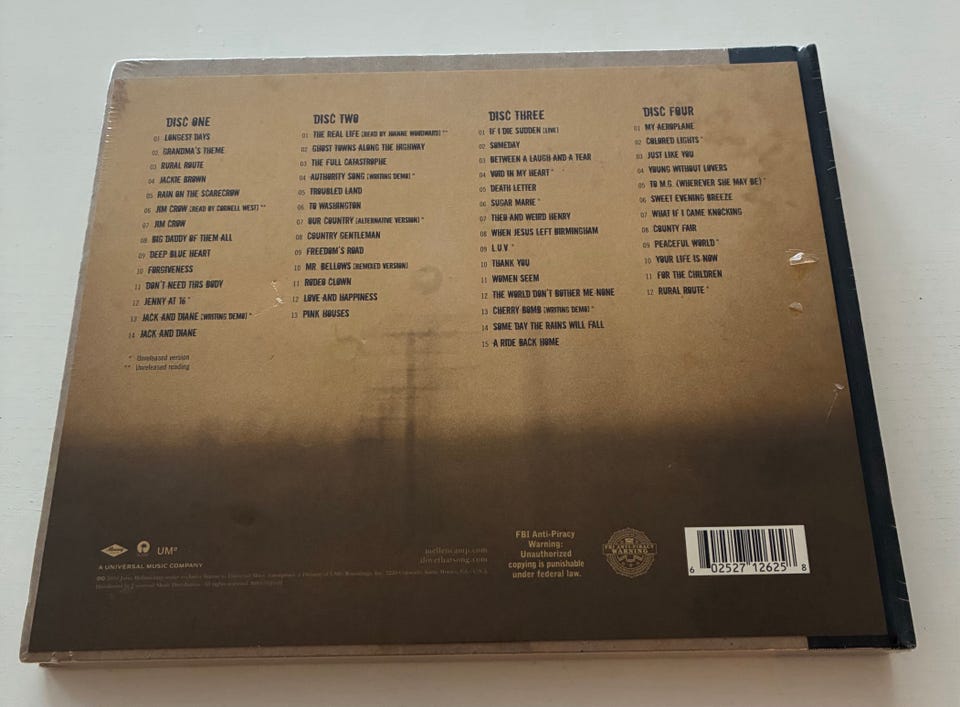 DISC ONE
01 LONGEST DAYS
02 GRANDMA'S THEME
03 RURAL ROUTE
04 JACKIE BROWN
05 RAIN ON THE SCARECROW
06 JIM CROW (READ BY CORNELL WEST) **
07 JIM CROW
08 BIG DADDY OF THEM ALL
09 DEEP BLUE HEART
10 FORGIVENESS
11 DON'T NEED THIS BODY
12 JENNY AT 16 *
13 JACK AND DIANE (WRITING DEMO) *
14 JACK AND DIANE
* Unreleased version
** Unreleased reading
DISC TWO
01 THE REAL LIFE (READ BY JOANNE WOODWARD) **
02 GHOST TOWNS ALONG THE HIGHWAY
03 THE FULL CATASTROPHE
04 AUTHORITY SONG (WRITING DEMO) *
05 TROUBLED LAND
06 TO WASHINGTON
07 OUR COUNTRY (ALTERNATIVE VERSION) *
08 COUNTRY GENTLEMAN
09 FREEDOM'S ROAD
10 MR. BELLOWS (REMIXED VERSION)
11 RODEO CLOWN
12 LOVE AND HAPPINESS
13 PINK HOUSES
DISC THREE
01 IF I DIE SUDDEN (LIVE)
02 SOMEDAY
03 BETWEEN A LAUGH AND A TEAR
04 VOID IN MY HEART *
05 DEATH LETTER
06 SUGAR MARIE *
07 THEO AND WEIRD HENRY
08 WHEN JESUS LEFT BIRMINGHAM
09 L.U.V *
10 THANK YOU
11 WOMEN SEEM
12 THE WORLD DON'T BOTHER ME NONE
13 CHERRY BOMB (WRITING DEMO) *
14 SOME DAY THE RAINS WILL FALL
15 A RIDE BACK HOME
DISC FOUR
01 MY AEROPLANE
02 COLORED LIGHTS *
03 JUST LIKE YOU
04 YOUNG WITHOUT LOVERS
05 TO M.G. (WHEREVER SHE MAY BE) *
06 SWEET EVENING BREEZE
07 WHAT IF I CAME KNOCKING
08 COUNTY FAIR
09 PEACEFUL WORLD *
10 YOUR LIFE IS NOW
11 FOR THE CHILDREN
12 RURAL ROUTE *
UMe
A UNIVERSAL MUSIC COMPANY
mellencamp.com
ilovethatsong.com
FBI Anti-Piracy
Warning:
Unauthorized
copying is punishable
under federal law.
FBI ANTI-PIRACY
WARNING
6 02527 12625 8